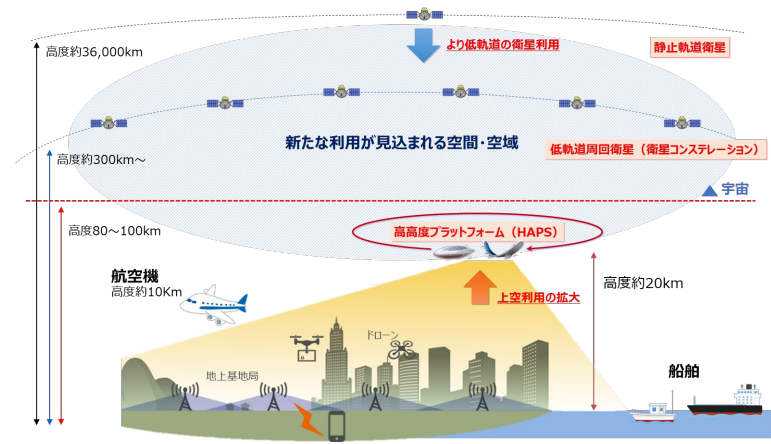 より低軌道の衛星利用
静止軌道衛星
高度約36,000km
新たな利用が見込まれる空間・空域
低軌道周回衛星（衛星コンステレーション）
高度約300km～
宇宙
高度80～100km
高高度プラットフォーム（HAPS）
航空機
高度約10Km
上空利用の拡大
高度約20km
ドローン
地上基地局
船舶